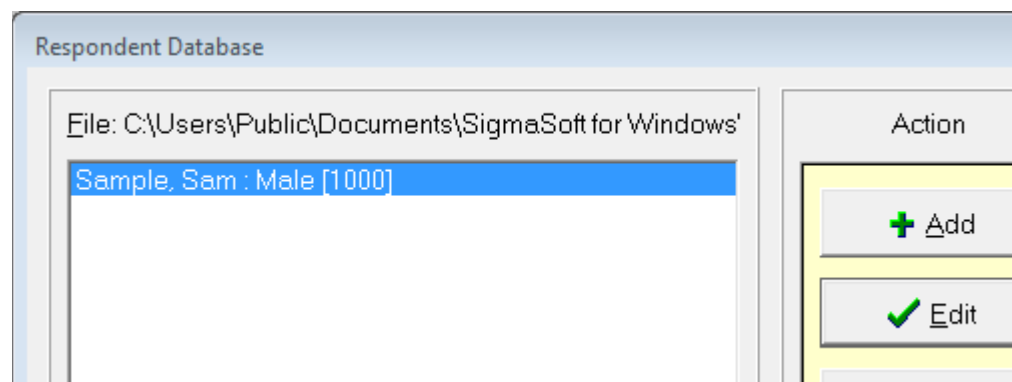 Respondent Database
File: C:\Users\Public\Documents\SigmaSoft for Windows'
Action
Sample, Sam : Male [1000]
Add
Edit